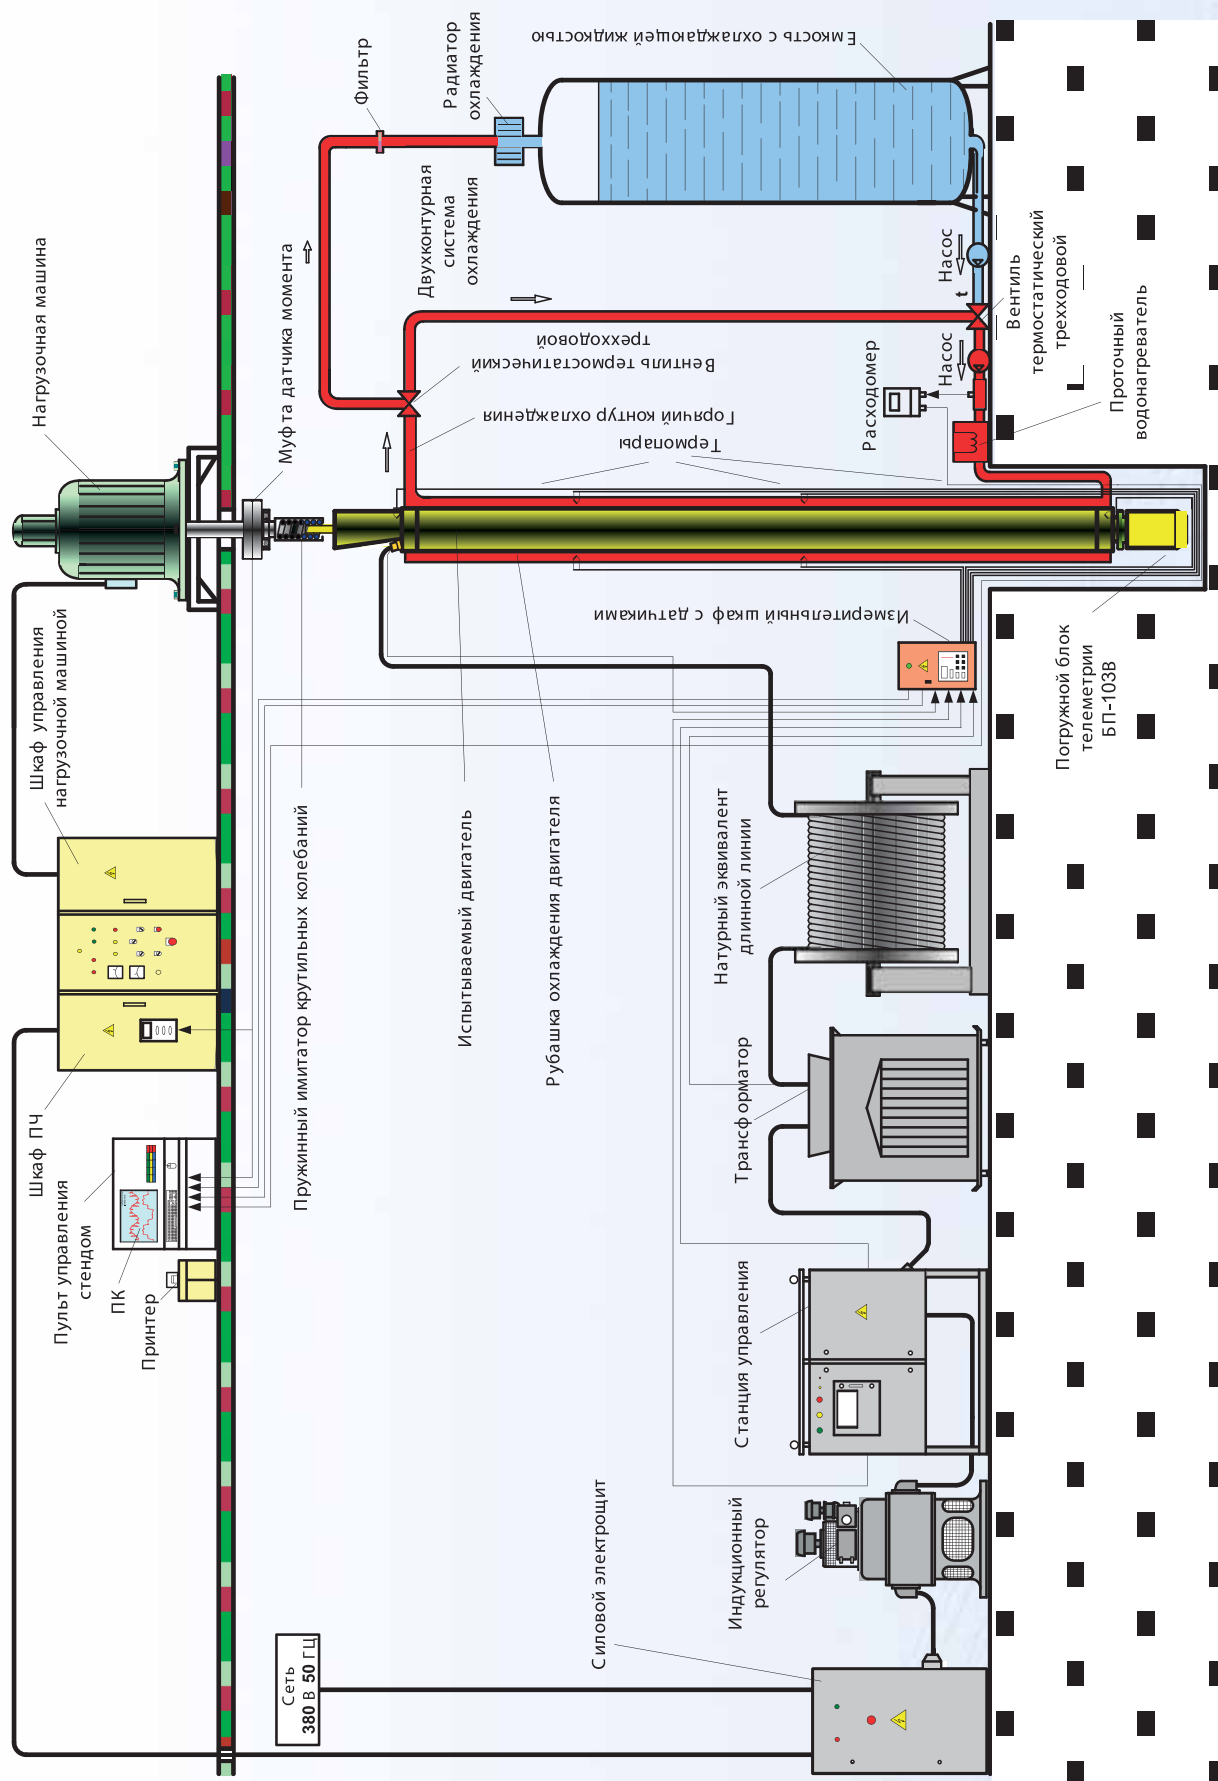 Нагрузочная машина
Фильтр
Радиатор
охлаждения
Емкость с охлаждающей жидкостью
Муфта датчика момента
Двухконтурная
система
охлаждения
Насос
t
Вентиль
термостатический
трехходовой
Вентиль термостатический
трехходовой
Насос
Расходомер
Проточный
водонагреватель
Горячий контур охлаждения
Термопары
Измерительный шкаф с датчиками
Погружной блок
телеметрии
БП-103В
Шкаф управления
нагрузочной машиной
Пружинный имитатор крутильных колебаний
Испытываемый двигатель
Рубашка охлаждения двигателя
Натурный эквивалент
длинной линии
Шкаф ПЧ
Трансформатор
Пульт управления
стендом
ПК
Принтер
Станция управления
Индукционный
регулятор
Силовой электрощит
Сеть
380 В 50 ГЦ